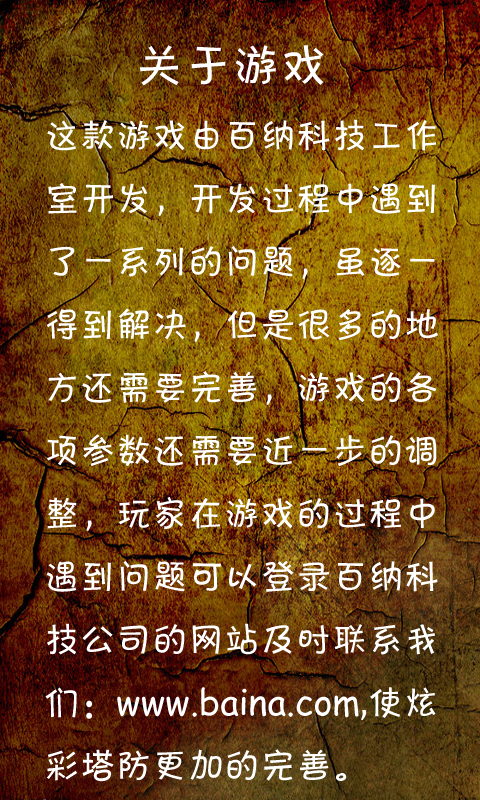 关于游戏
这款游戏由百纳科技工作
室开发，开发过程中遇到
了一系列的问题，虽逐一
得到解决，但是很多的地
方还需要完善，游戏的各
项参数还需要近一步的调
整，玩家在游戏的过程中
遇到问题可以登录百纳科
技公司的网站及时联系我
们：www.baina.com,使炫
彩塔防更加的完善。